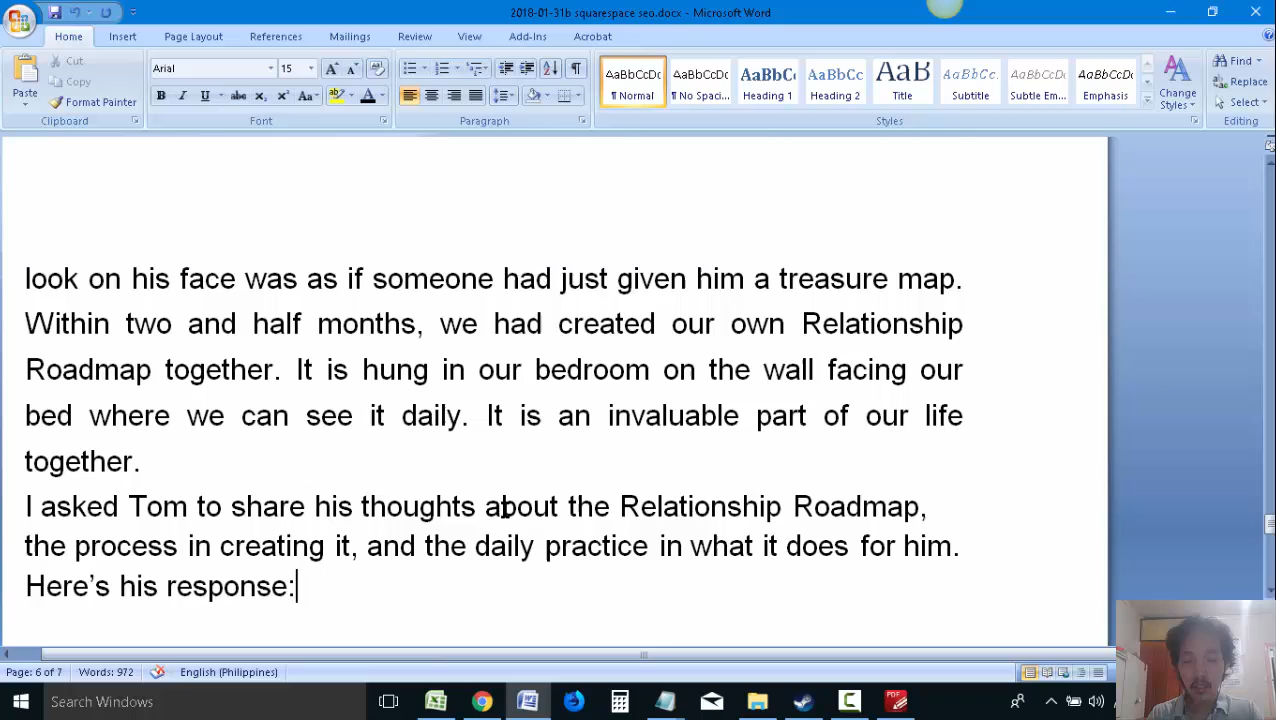 2018-01-31b squarespace seo.docx - Microsoft Word
Home Insert Page Layout References Mailings Review View Add-Ins Acrobat
Paste
Cut
Copy
Format Painter
Clipboard
Arial 15
Font
Paragraph
AaBbCcDc AaBbCcDc AaBbCc AaBbCc AaB AaBbCc AaBbCcDc AaBbCcDc
¶ Normal ¶ No Spaci... Heading 1 Heading 2 Title Subtitle Subtle Em... Emphasis
Change Styles
Styles
Find
Replace
Select
Editing
look on his face was as if someone had just given him a treasure map.
Within two and half months, we had created our own Relationship
Roadmap together. It is hung in our bedroom on the wall facing our
bed where we can see it daily. It is an invaluable part of our life
together.
I asked Tom to share his thoughts about the Relationship Roadmap,
the process in creating it, and the daily practice in what it does for him.
Here’s his response:
Page: 6 of 7 Words: 972 English (Philippines)
Search Windows